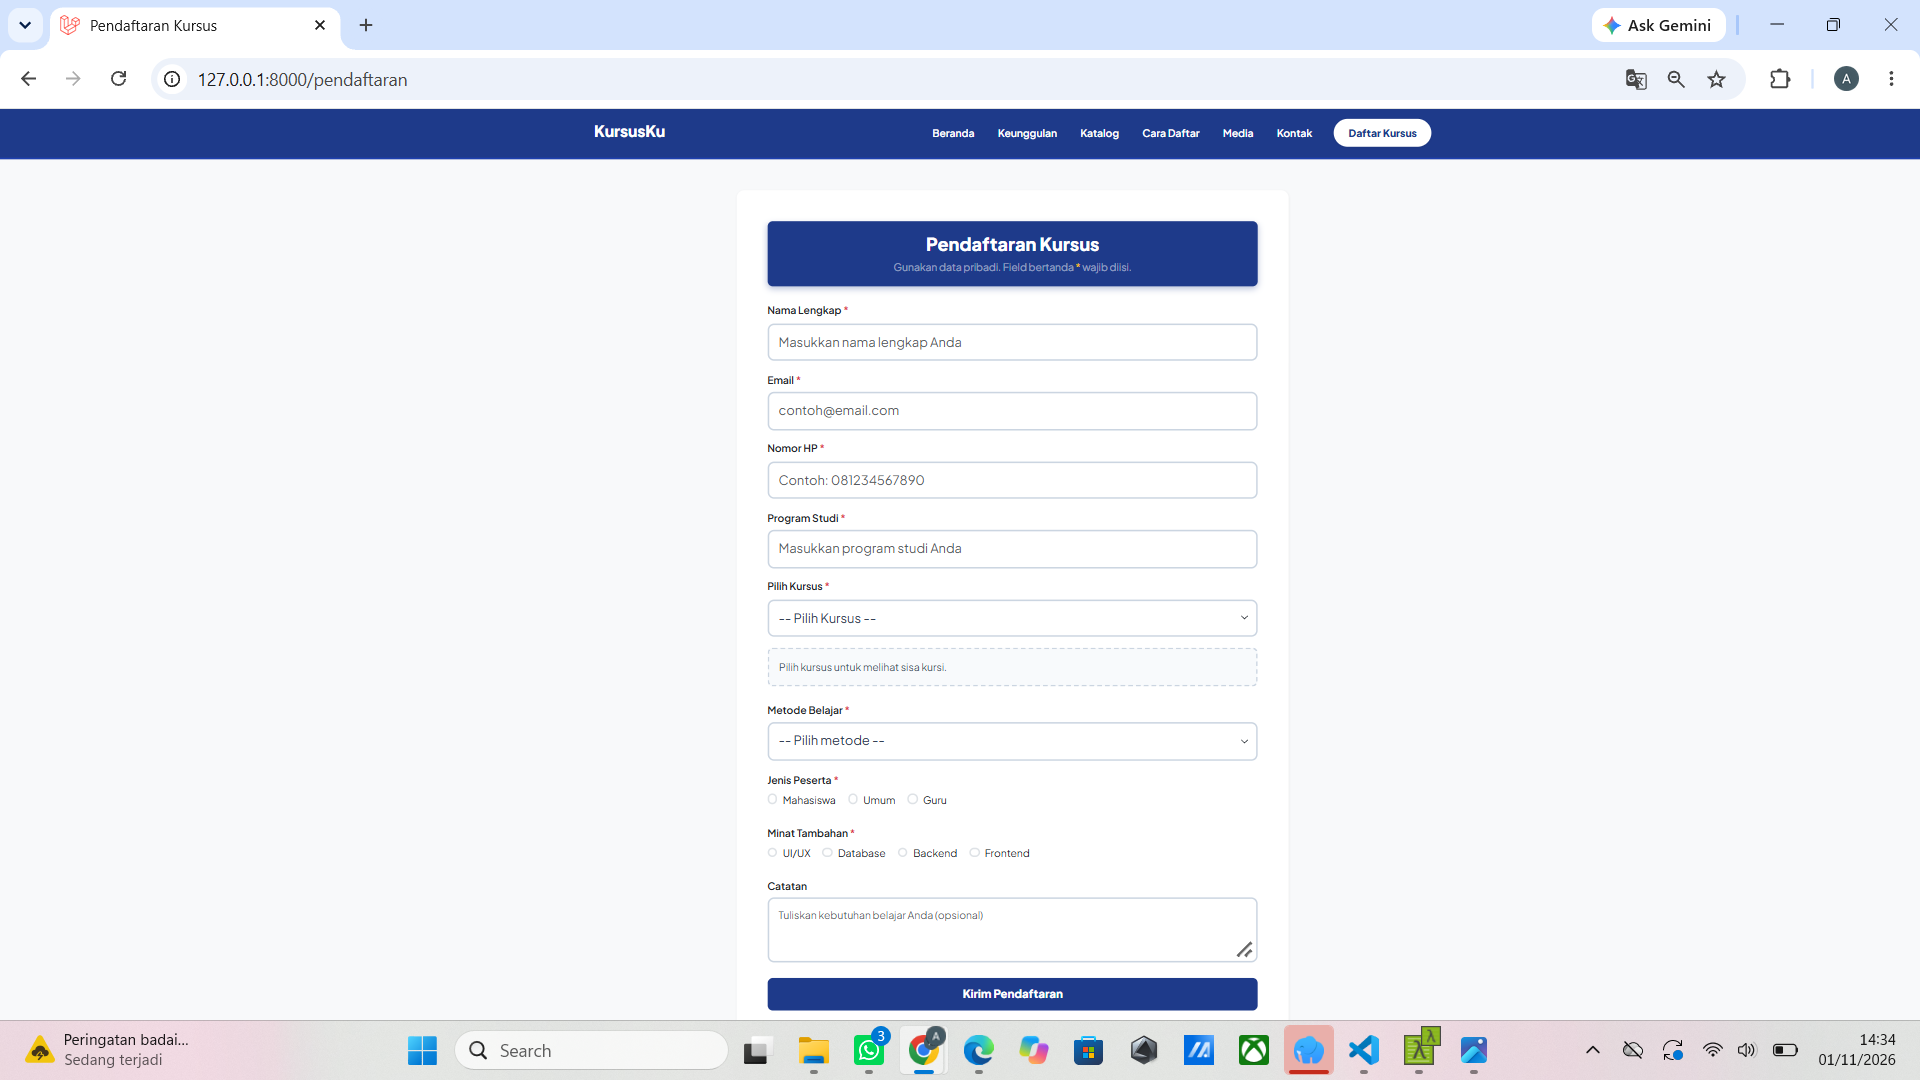 Pendaftaran Kursus
Ask Gemini
127.0.0.1:8000/pendaftaran
A
KursusKu
Beranda
Keunggulan
Katalog
Cara Daftar
Media
Kontak
Daftar Kursus
Pendaftaran Kursus
Gunakan data pribadi. Field bertanda * wajib diisi.
Nama Lengkap *
Masukkan nama lengkap Anda
Email *
contoh@email.com
Nomor HP *
Contoh: 081234567890
Program Studi *
Masukkan program studi Anda
Pilih Kursus *
-- Pilih Kursus --
Pilih kursus untuk melihat sisa kursi.
Metode Belajar *
-- Pilih metode --
Jenis Peserta *
Mahasiswa Umum Guru
Minat Tambahan *
UI/UX Database Backend Frontend
Catatan
Tuliskan kebutuhan belajar Anda (opsional)
Kirim Pendaftaran
Peringatan badai...
Sedang terjadi
Search
3
A
14:34
01/11/2026